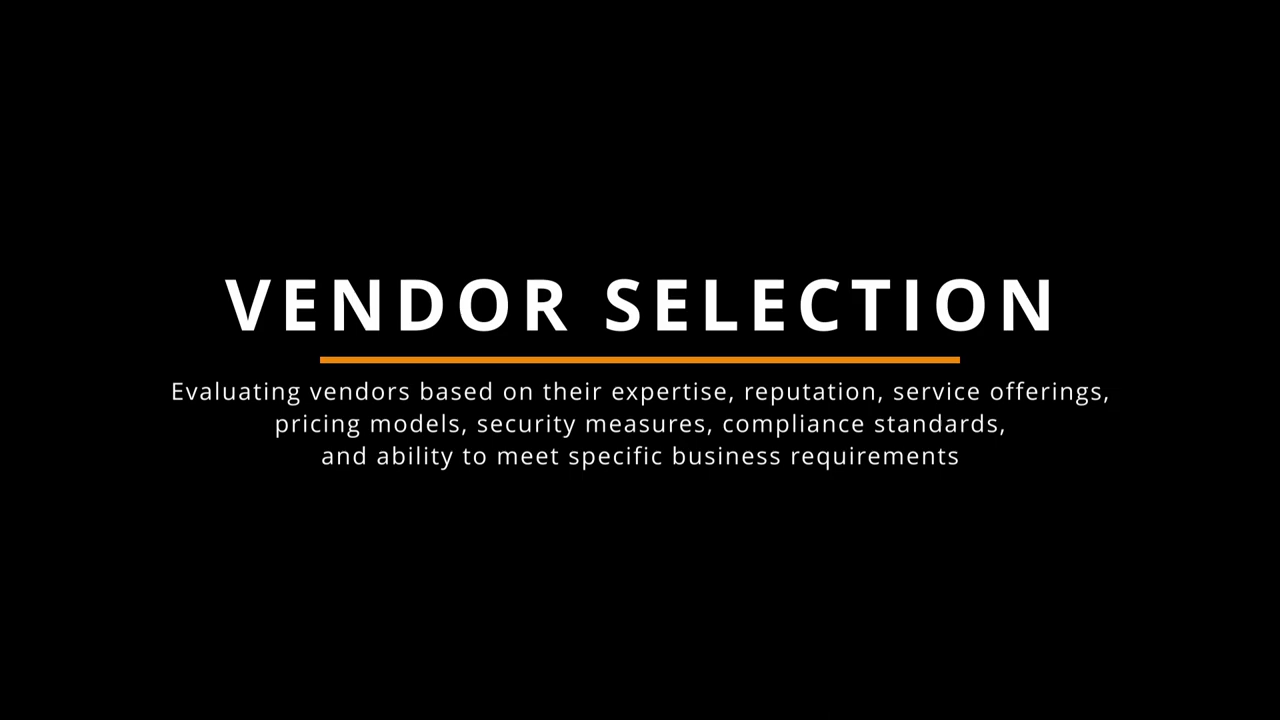 VENDOR SELECTION
Evaluating vendors based on their expertise, reputation, service offerings,
pricing models, security measures, compliance standards,
and ability to meet specific business requirements